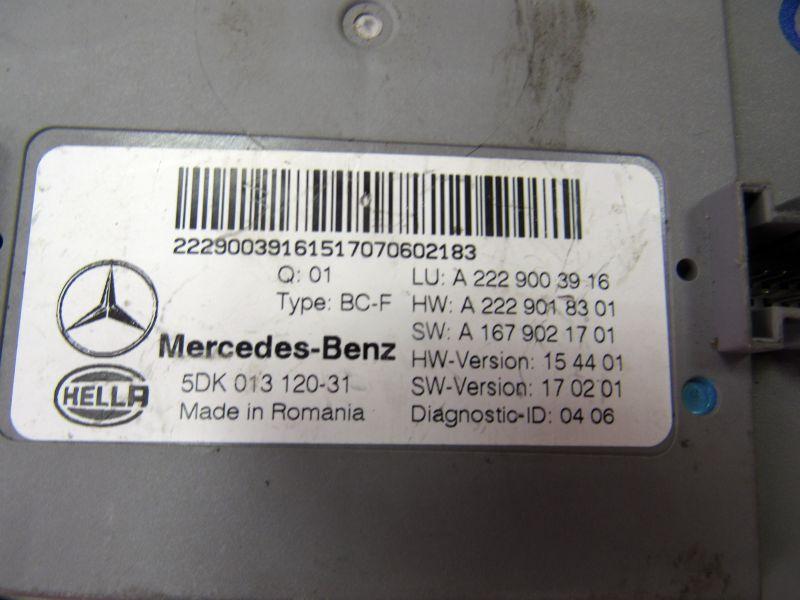 22290039161517070602183
Q: 01
Type: BC-F
Mercedes-Benz
HELLA
5DK 013 120-31
Made in Romania
LU: A 222 900 39 16
HW: A 222 901 83 01
SW: A 167 902 17 01
HW-Version: 15 44 01
SW-Version: 17 02 01
Diagnostic-ID: 04 06